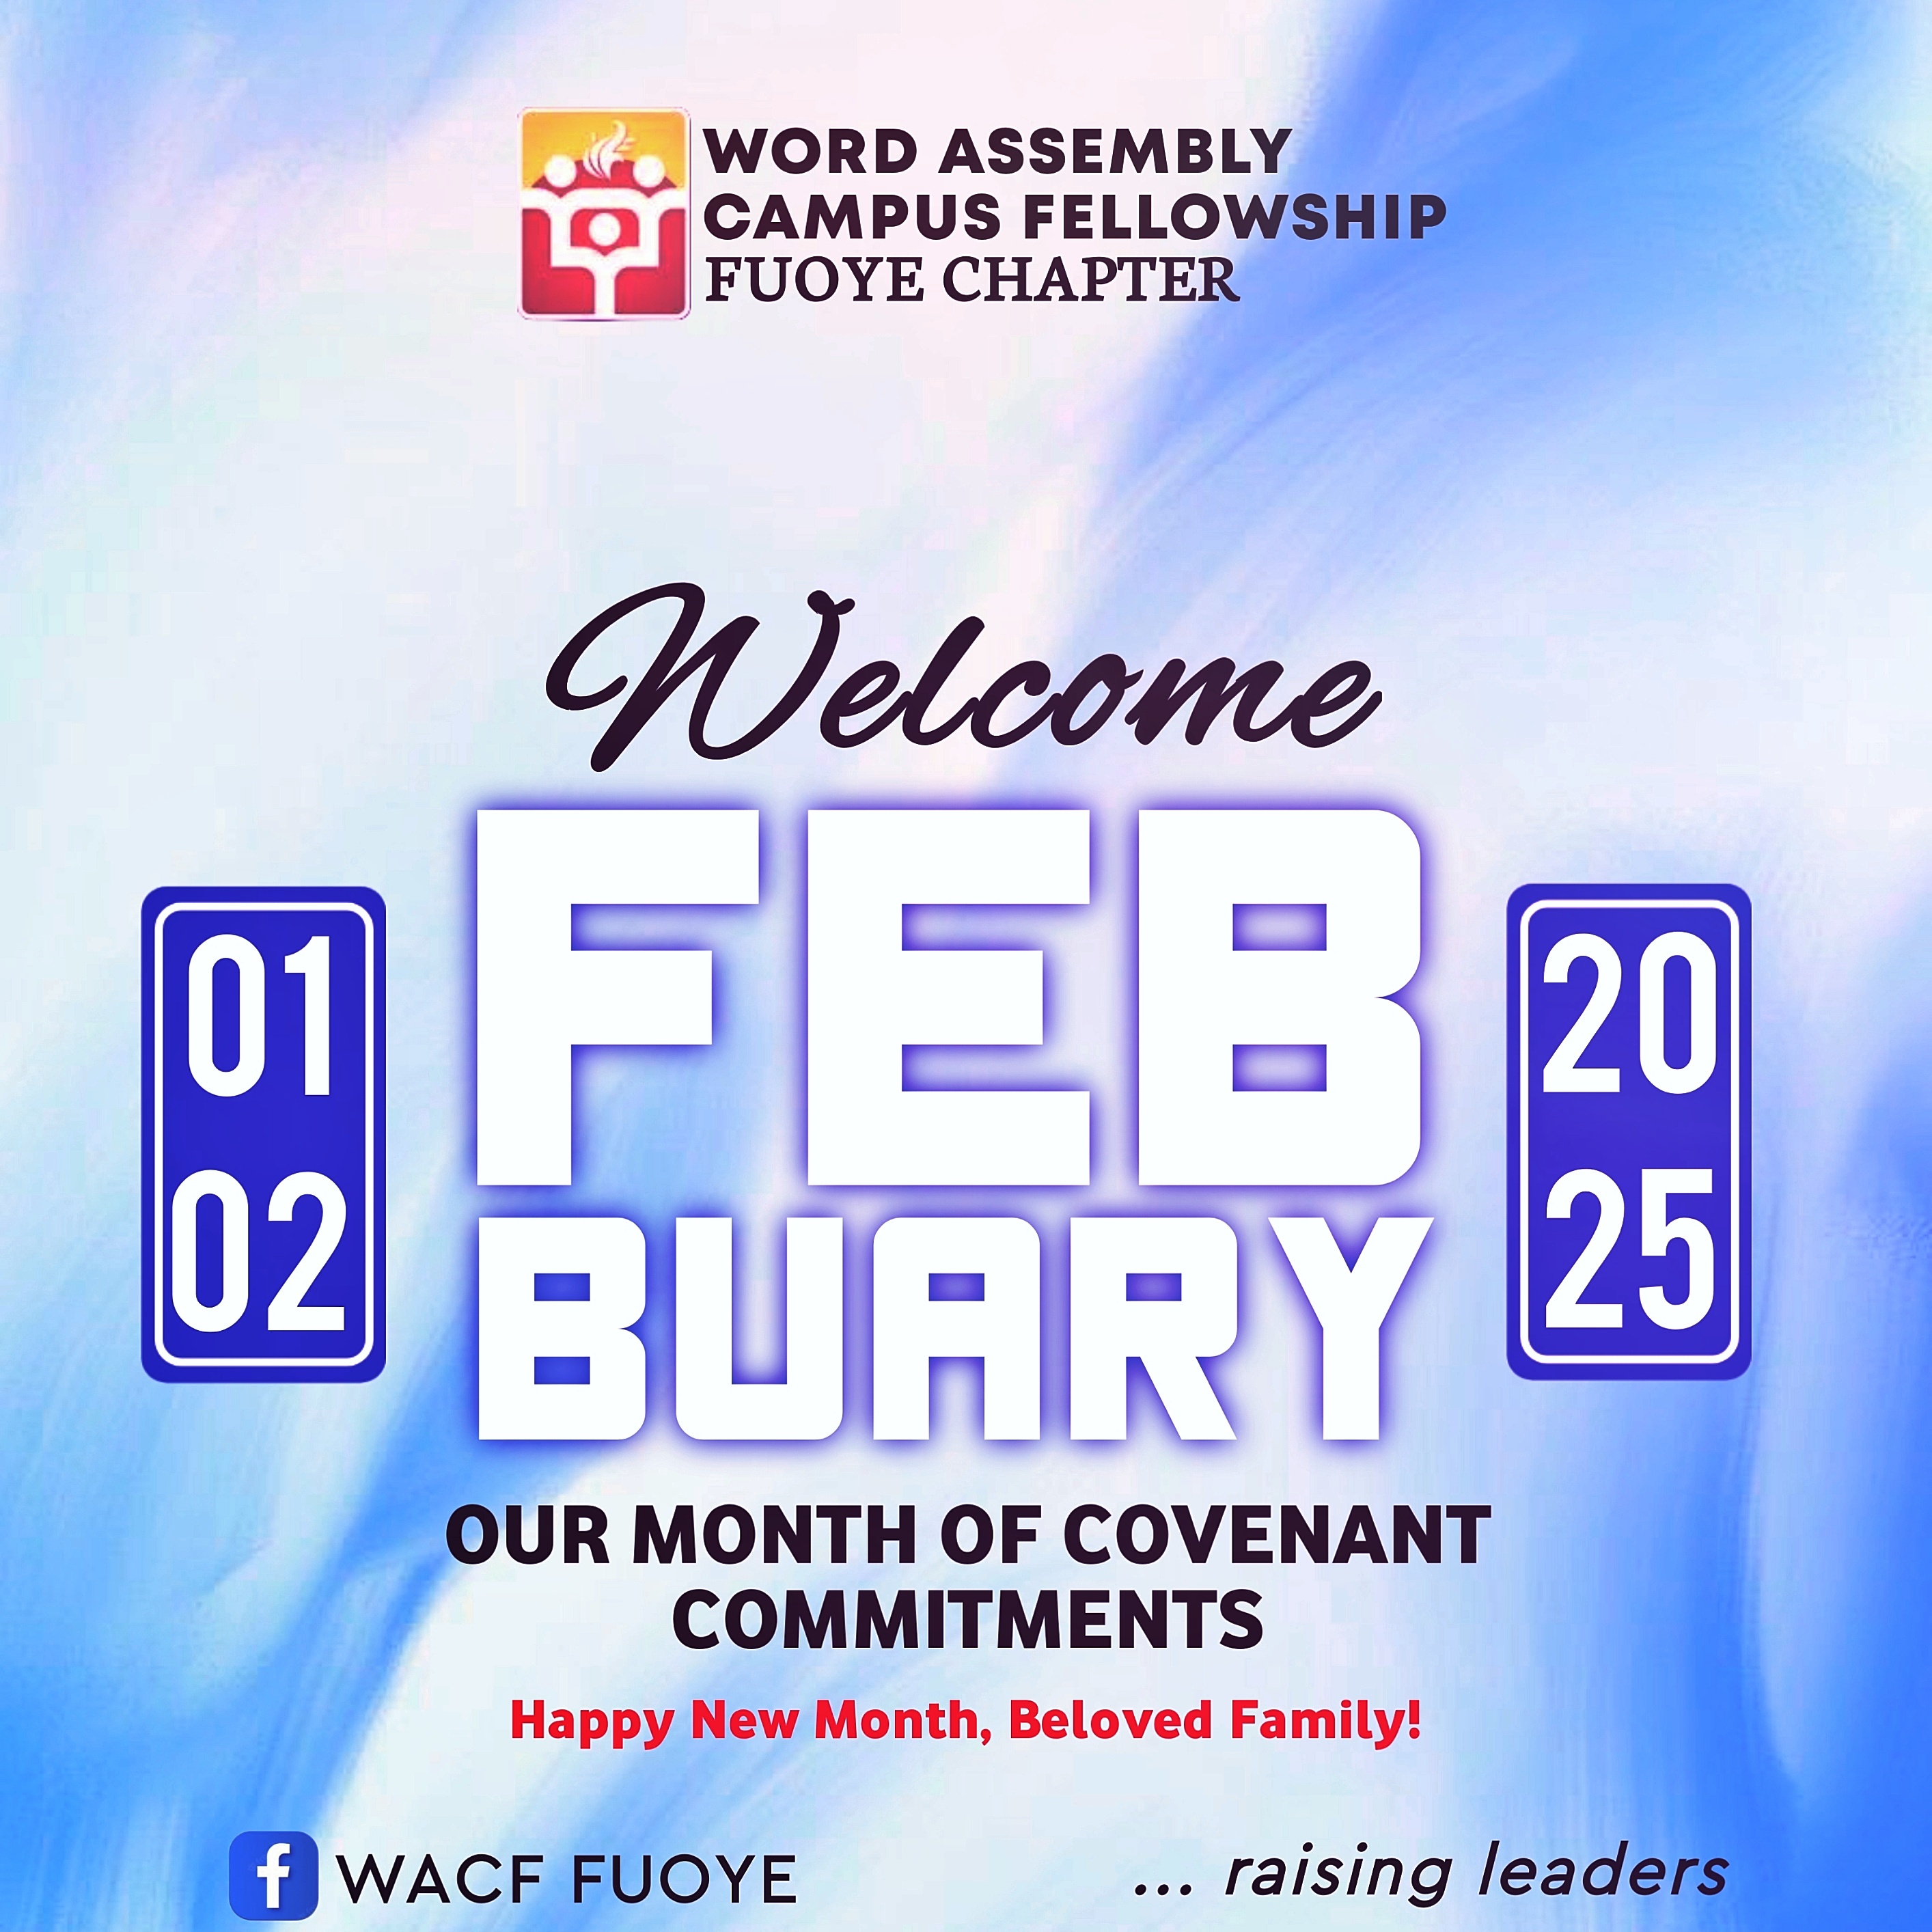 WORD ASSEMBLY
CAMPUS FELLOWSHIP
FUOYE CHAPTER
Welcome
FEB
BUARY
01
02
20
25
OUR MONTH OF COVENANT
COMMITMENTS
Happy New Month, Beloved Family!
f WACF FUOYE
... raising leaders